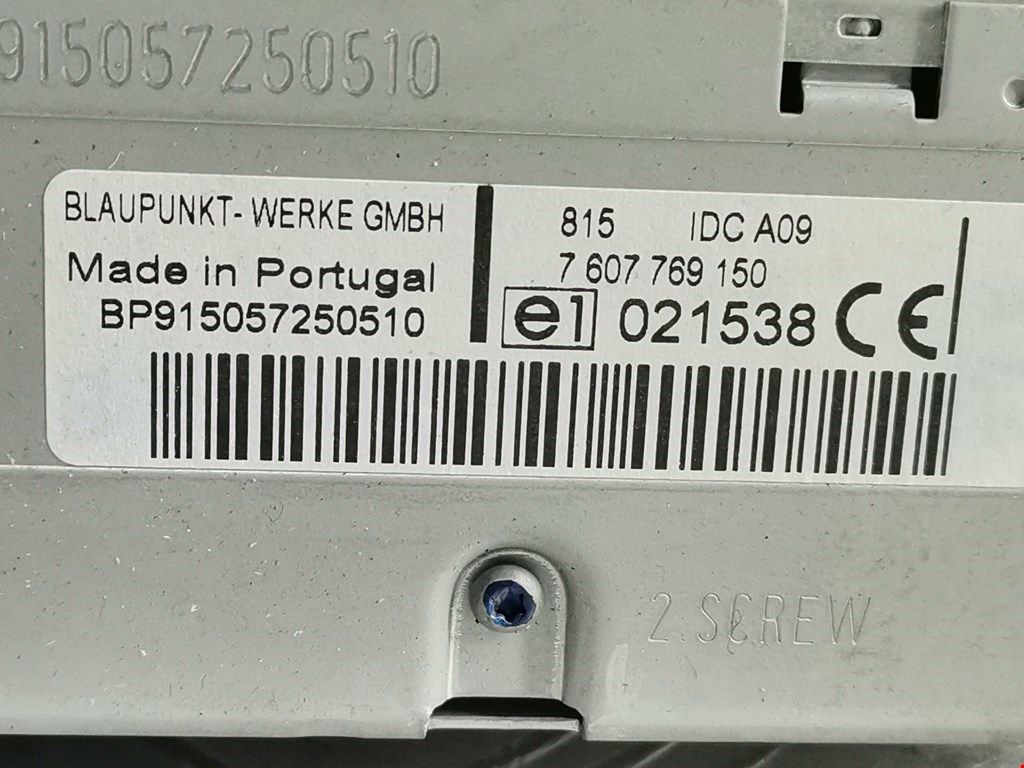 915057250510
BLAUPUNKT- WERKE GMBH
Made in Portugal
BP915057250510
815 IDC A09
7 607 769 150
e1 021538 CE
2. SCREW